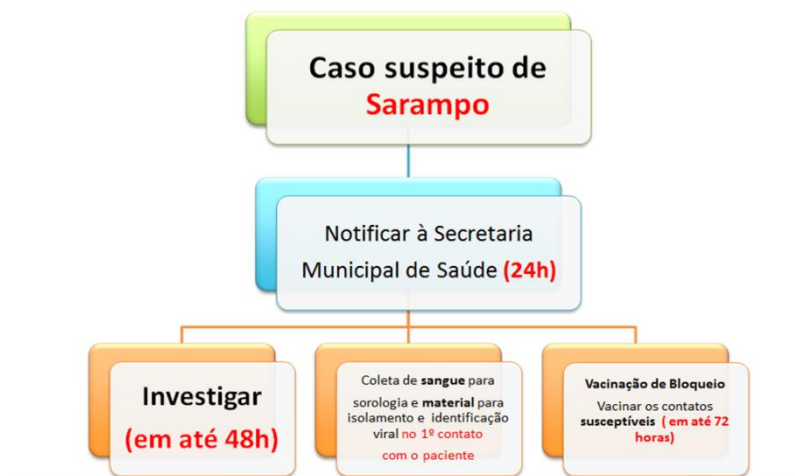 Caso suspeito de
Sarampo
Notificar à Secretaria
Municipal de Saúde (24h)
Investigar
(em até 48h)
Coleta de sangue para
sorologia e material para
isolamento e identificação
viral no 1º contato
com o paciente
Vacinação de Bloqueio
Vacinar os contatos
susceptíveis ( em até 72
horas)